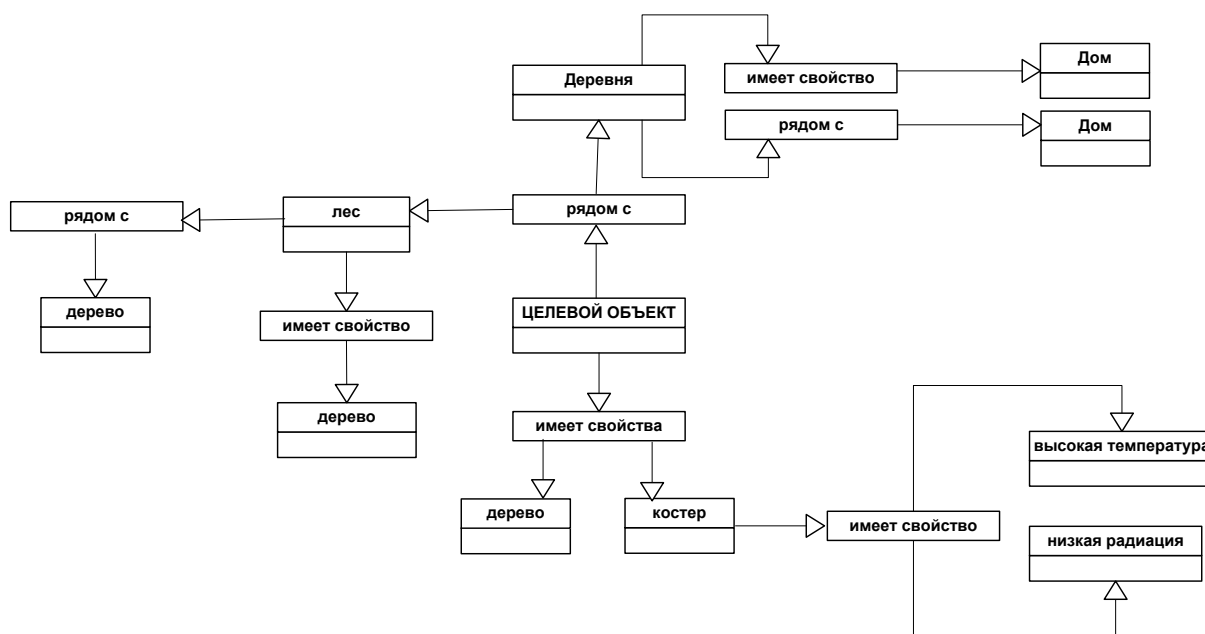 Деревня
имеет свойство
Дом
рядом с
Дом
рядом с
лес
рядом с
дерево
имеет свойство
ЦЕЛЕВОЙ ОБЪЕКТ
дерево
имеет свойства
высокая температура
дерево
костер
имеет свойство
низкая радиация